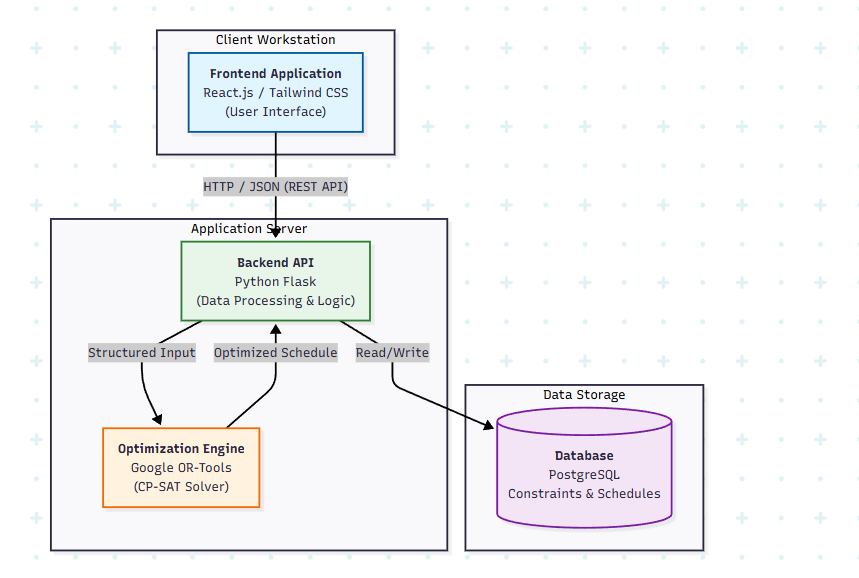 Client Workstation
Frontend Application
React.js / Tailwind CSS
(User Interface)
HTTP / JSON (REST API)
Application Server
Backend API
Python Flask
(Data Processing & Logic)
Structured Input
Optimized Schedule
Read/Write
Data Storage
Optimization Engine
Google OR-Tools
(CP-SAT Solver)
Database
PostgreSQL
Constraints & Schedules